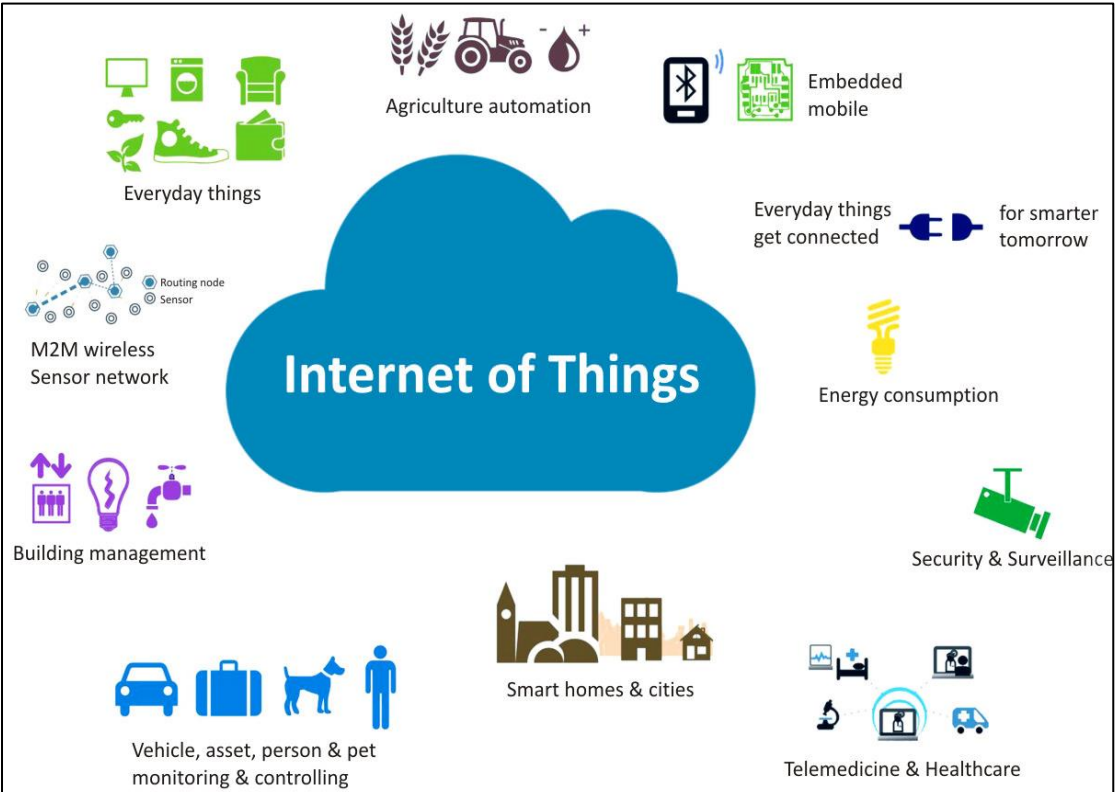 Agriculture automation
Embedded
mobile
Everyday things
Everyday things
get connected
for smarter
tomorrow
Routing node
Sensor
M2M wireless
Sensor network
Internet of Things
Energy consumption
Building management
Security & Surveillance
Smart homes & cities
Vehicle, asset, person & pet
monitoring & controlling
Telemedicine & Healthcare